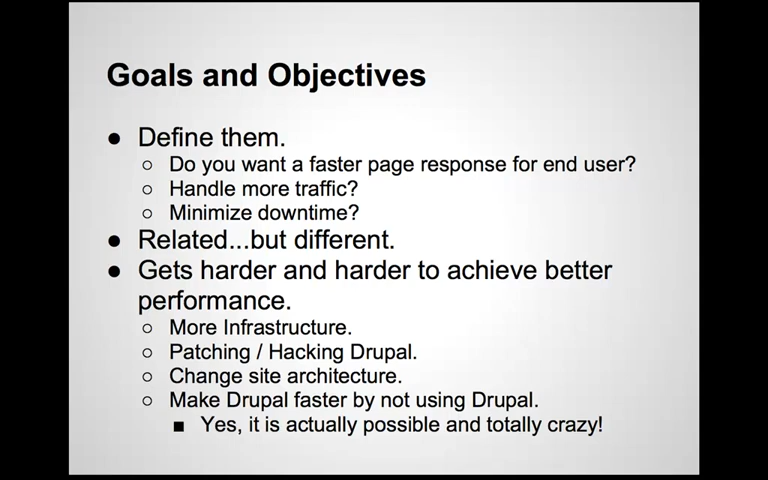 Goals and Objectives
● Define them.
○ Do you want a faster page response for end user?
○ Handle more traffic?
○ Minimize downtime?
● Related...but different.
● Gets harder and harder to achieve better
performance.
○ More Infrastructure.
○ Patching / Hacking Drupal.
○ Change site architecture.
○ Make Drupal faster by not using Drupal.
■ Yes, it is actually possible and totally crazy!